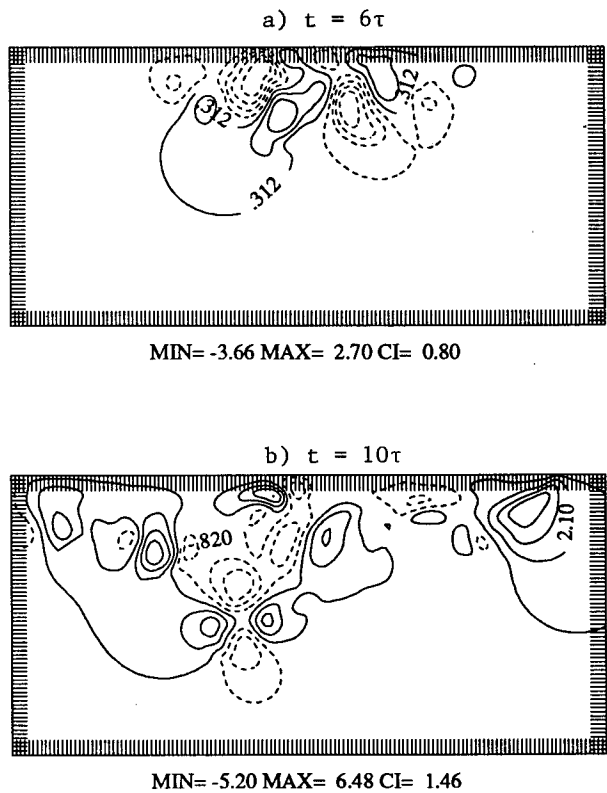 a) t = 6τ
.312
.312
.312
MIN= -3.66 MAX= 2.70 CI= 0.80
b) t = 10τ
.820
2.10
MIN= -5.20 MAX= 6.48 CI= 1.46